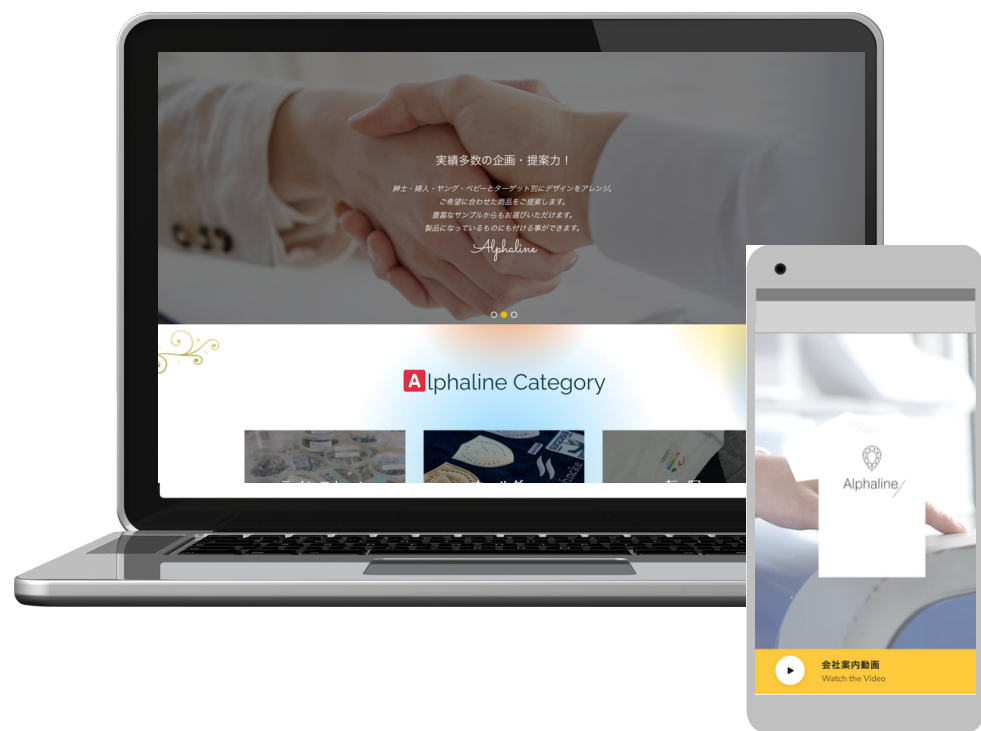 実績多数の企画・提案力！
紳士・婦人・ヤング・ベビーとターゲット別にデザインをアレンジ。
ご希望に合わせた商品をご提案します。
豊富なサンプルからもお選びいただけます。
製品になっているものにも付ける事ができます。
Alphaline
Alphaline Category
Alphaline
会社案内動画
Watch the Video